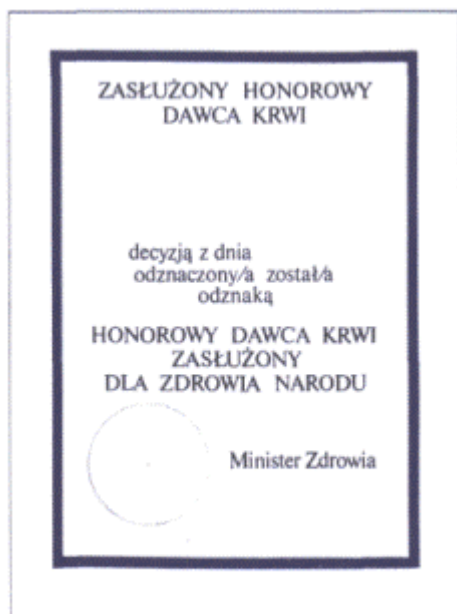 ZASŁUŻONY HONOROWY
DAWCA KRWI
decyzją z dnia
odznaczony/a został/a
odznaką
HONOROWY DAWCA KRWI
ZASŁUŻONY
DLA ZDROWIA NARODU
Minister Zdrowia